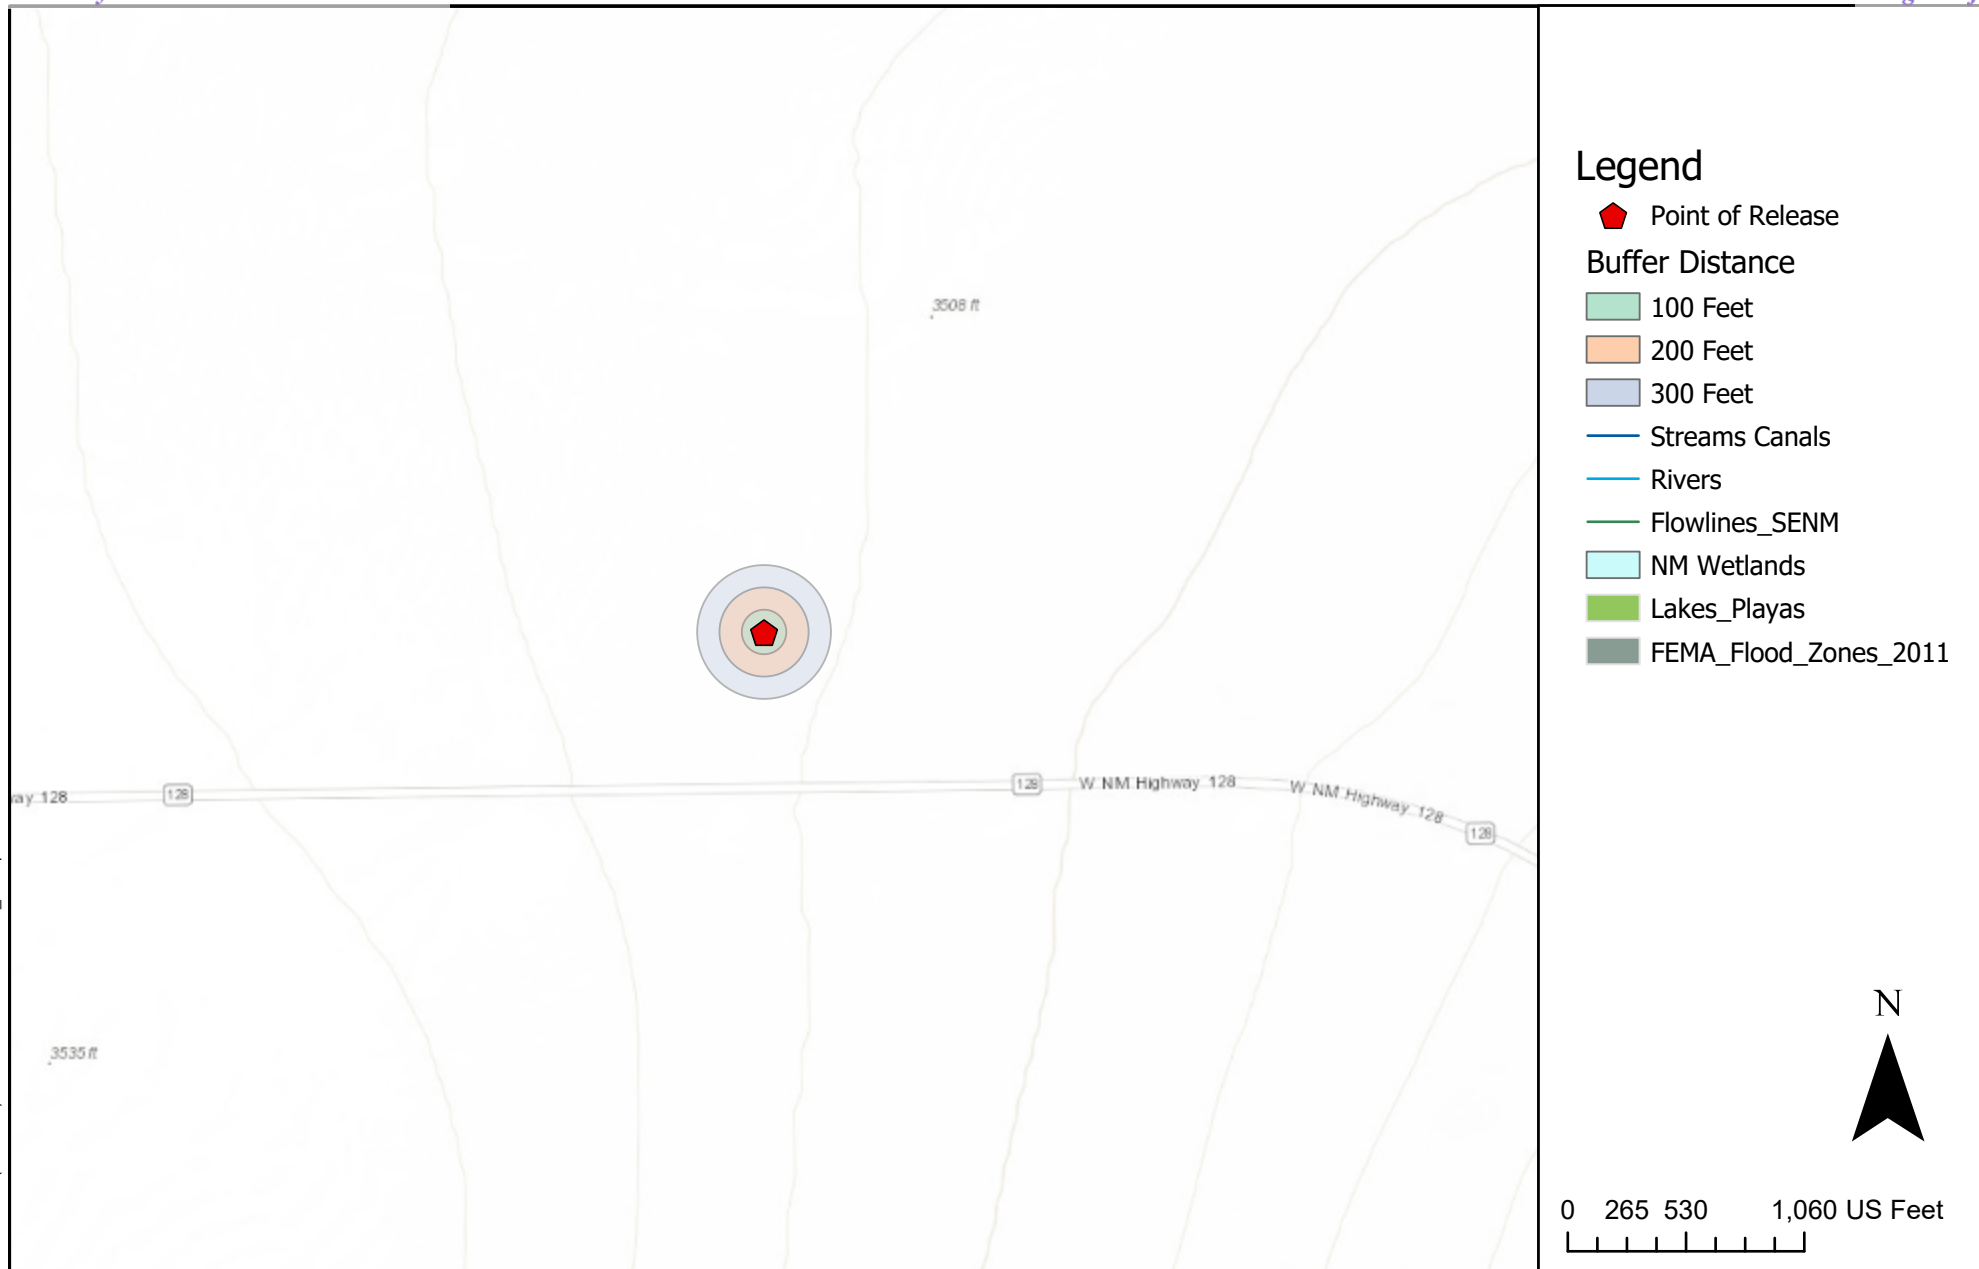 3508 ft
ay 128
128
128
W NM Highway 128
W NM Highway 128
128
3535 ft
Legend
Point of Release
Buffer Distance
100 Feet
200 Feet
300 Feet
Streams Canals
Rivers
Flowlines_SENM
NM Wetlands
Lakes_Playas
FEMA_Flood_Zones_2011
N
0 265 530 1,060 US Feet